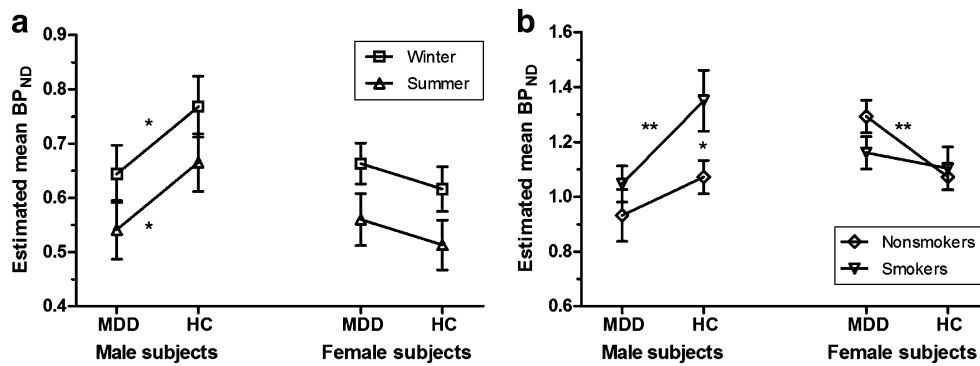 a
Estimated mean BPND
0.9
0.8
0.7
0.6
0.5
0.4
*
*
Winter
Summer
MDD HC MDD HC
Male subjects Female subjects
b
Estimated mean BPND
1.6
1.4
1.2
1.0
0.8
0.6
**
*
**
Nonsmokers
Smokers
MDD HC MDD HC
Male subjects Female subjects